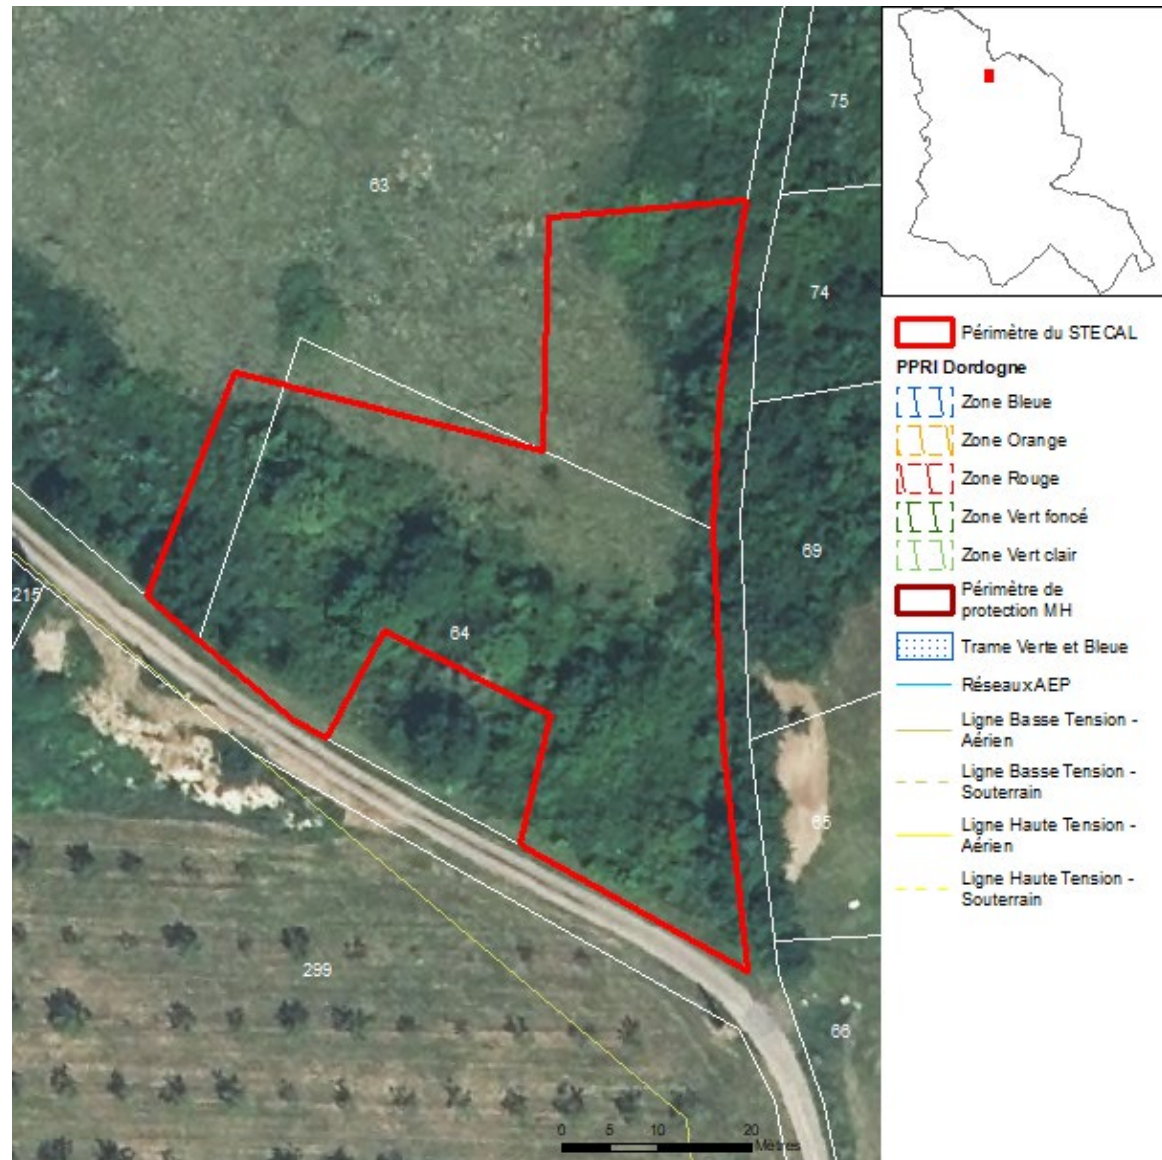 75
63
74
69
215
64
65
299
66
0 5 10 20
Mètres
Périmètre du STECAL
PPRI Dordogne
Zone Bleue
Zone Orange
Zone Rouge
Zone Vert foncé
Zone Vert clair
Périmètre de
protection MH
Trame Verte et Bleue
Réseaux AEP
Ligne Basse Tension -
Aérien
Ligne Basse Tension -
Souterrain
Ligne Haute Tension -
Aérien
Ligne Haute Tension -
Souterrain